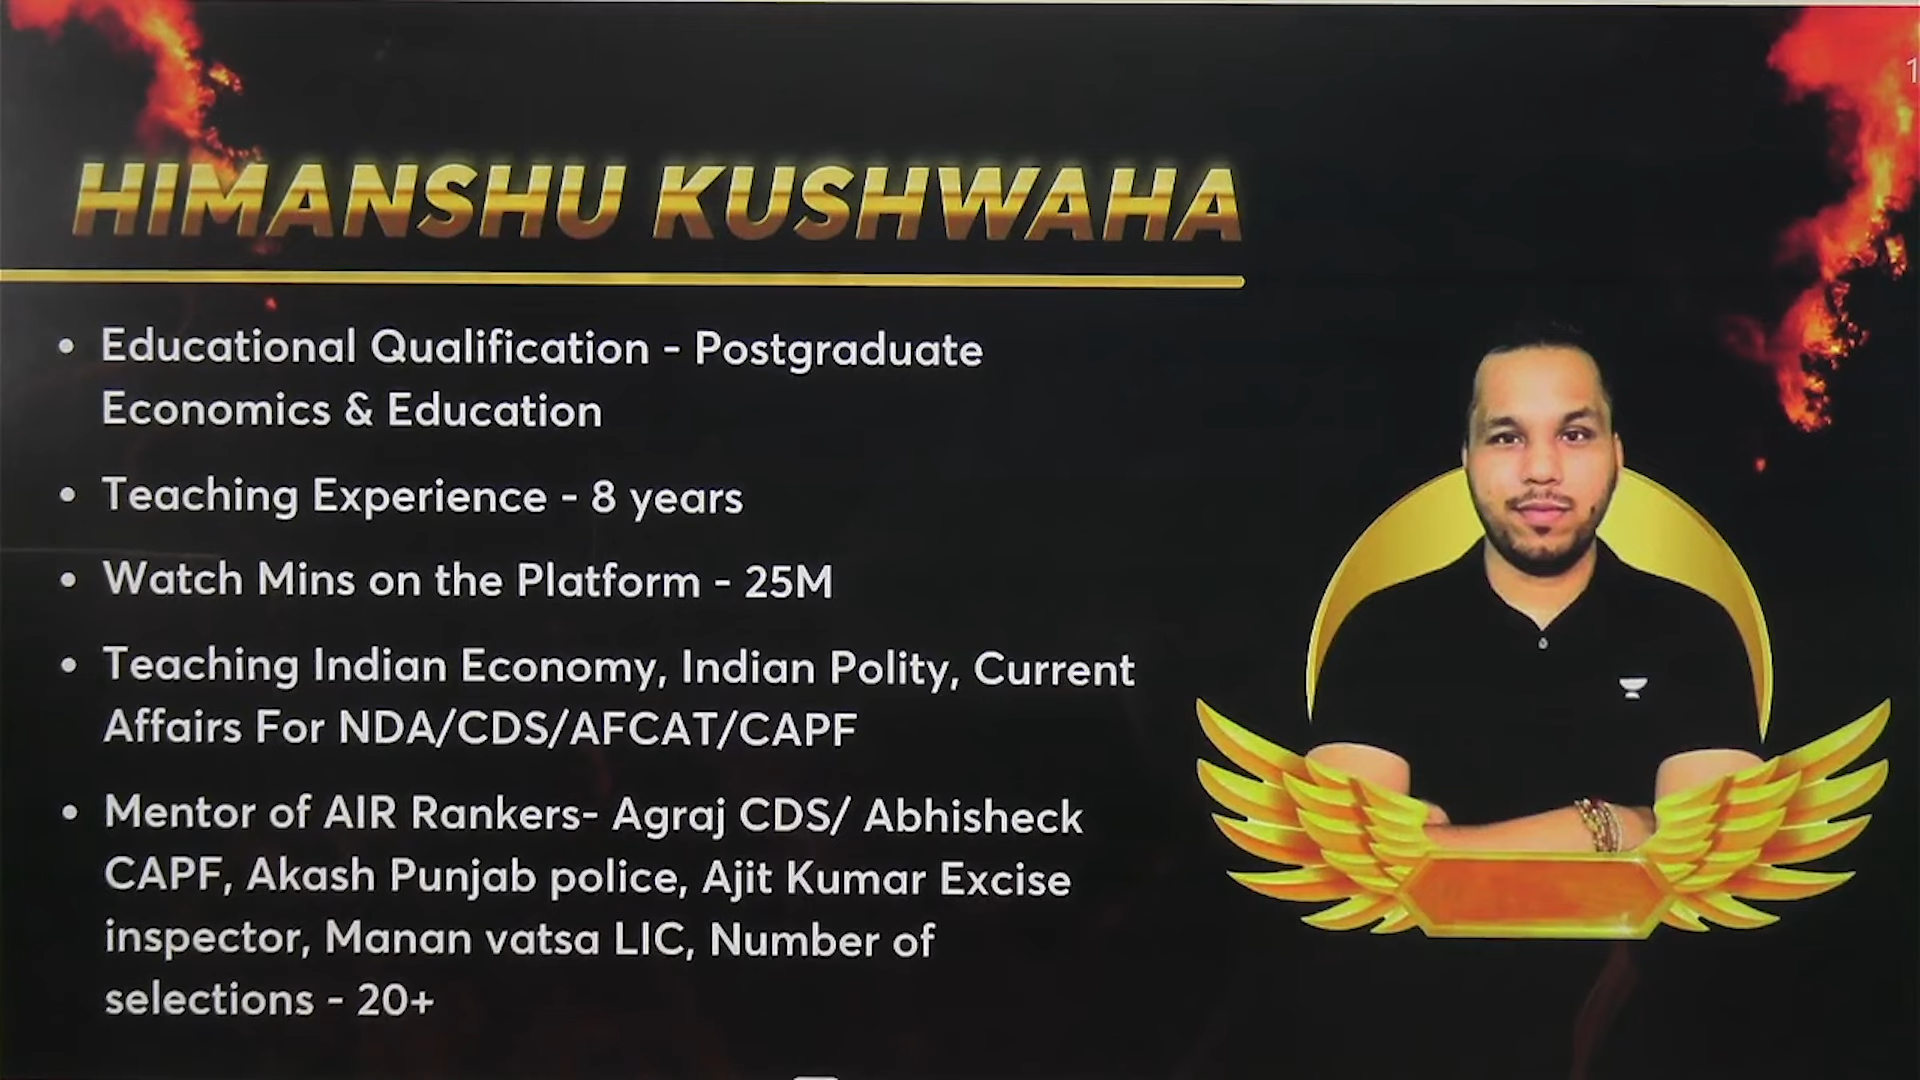 HIMANSHU KUSHWAHA
• Educational Qualification - Postgraduate
Economics & Education
• Teaching Experience - 8 years
• Watch Mins on the Platform - 25M
• Teaching Indian Economy, Indian Polity, Current
Affairs For NDA/CDS/AFCAT/CAPF
• Mentor of AIR Rankers- Agraj CDS/ Abhisheck
CAPF, Akash Punjab police, Ajit Kumar Excise
inspector, Manan vatsa LIC, Number of
selections - 20+